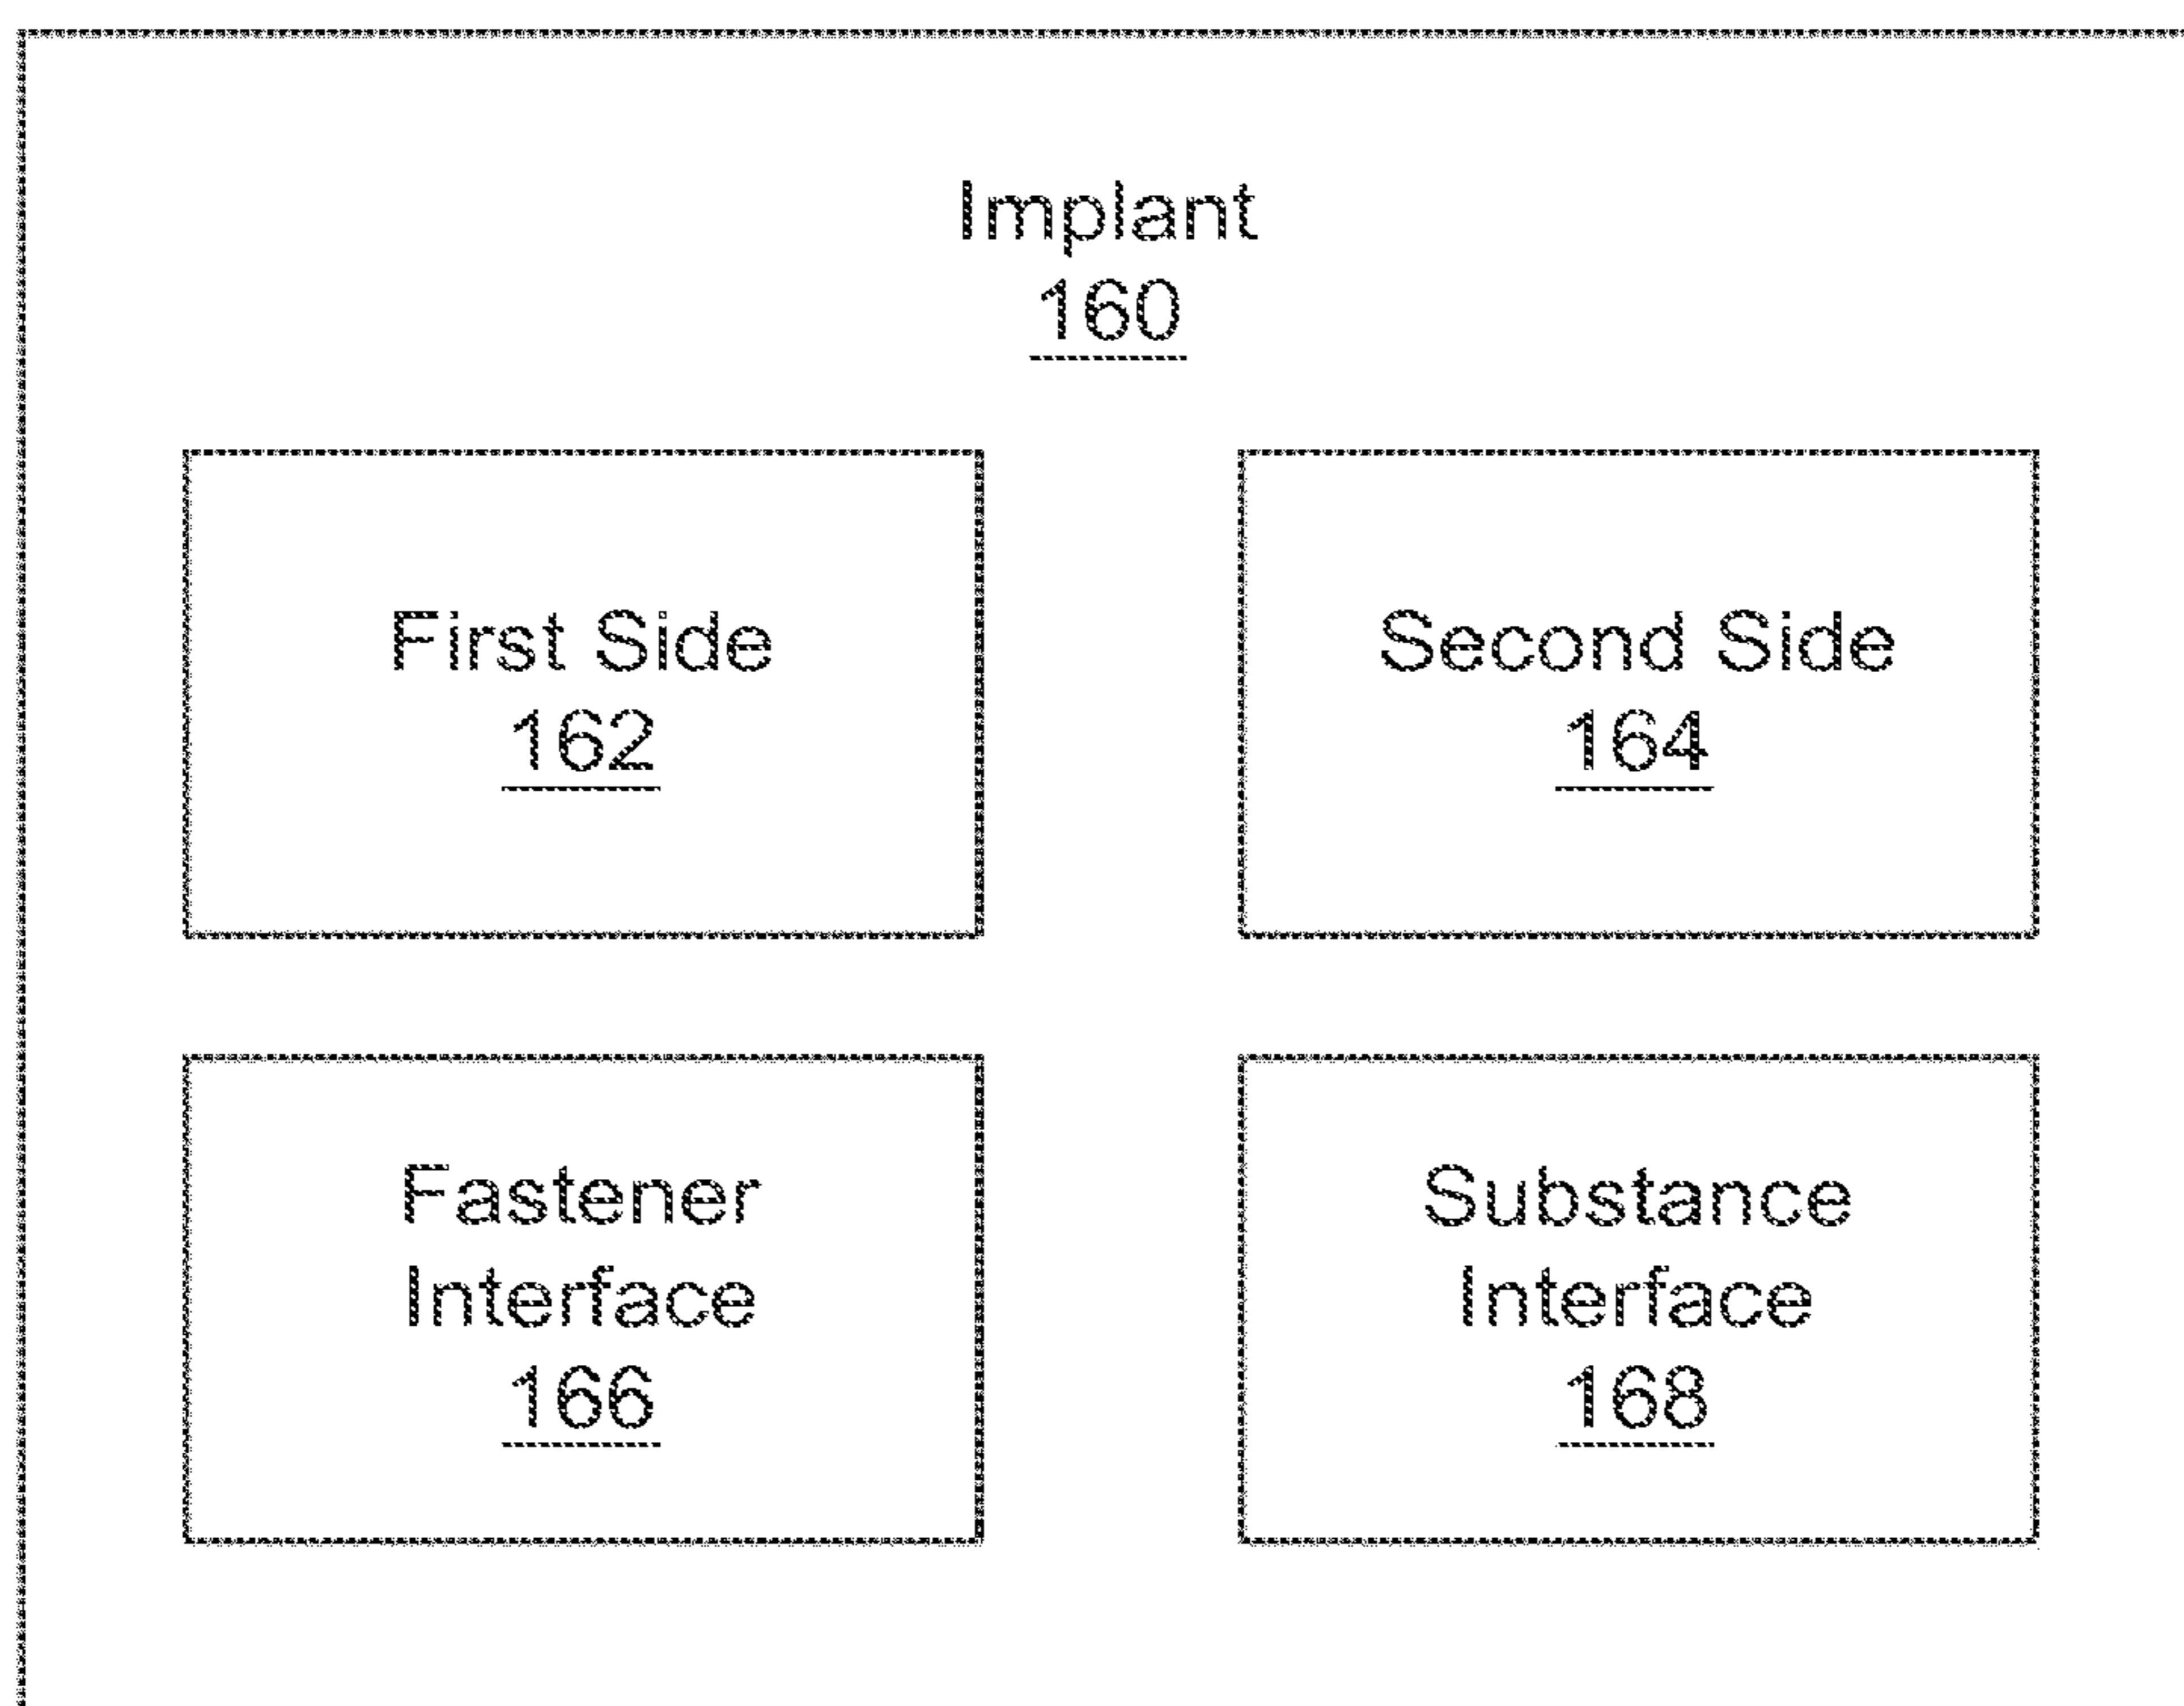 Implant
160
First Side
162
Second Side
164
Fastener
Interface
166
Substance
Interface
168